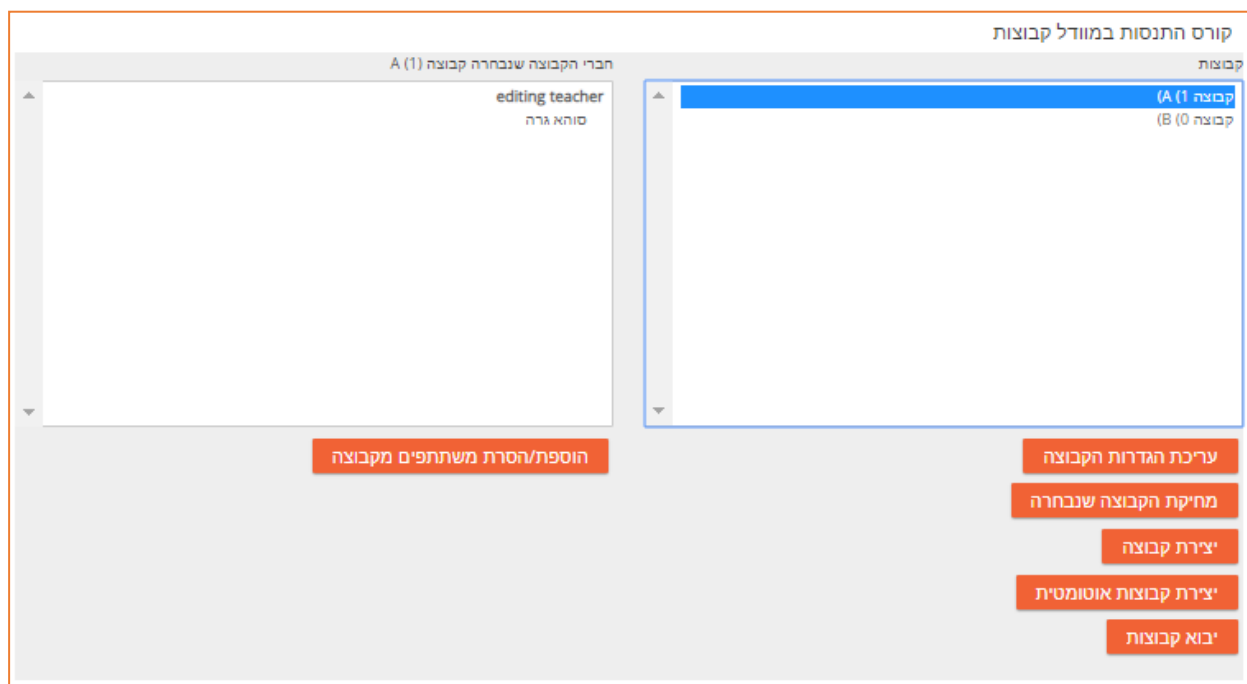 קורס התנסות במוודל קבוצות
קבוצות
קבוצה A (1)
קבוצה B (0)
עריכת הגדרות הקבוצה
מחיקת הקבוצה שנבחרה
יצירת קבוצה
יצירת קבוצות אוטומטית
יבוא קבוצות
חברי הקבוצה שנבחרה קבוצה A (1)
editing teacher
סוהא גרה
הוספת/הסרת משתתפים מקבוצה